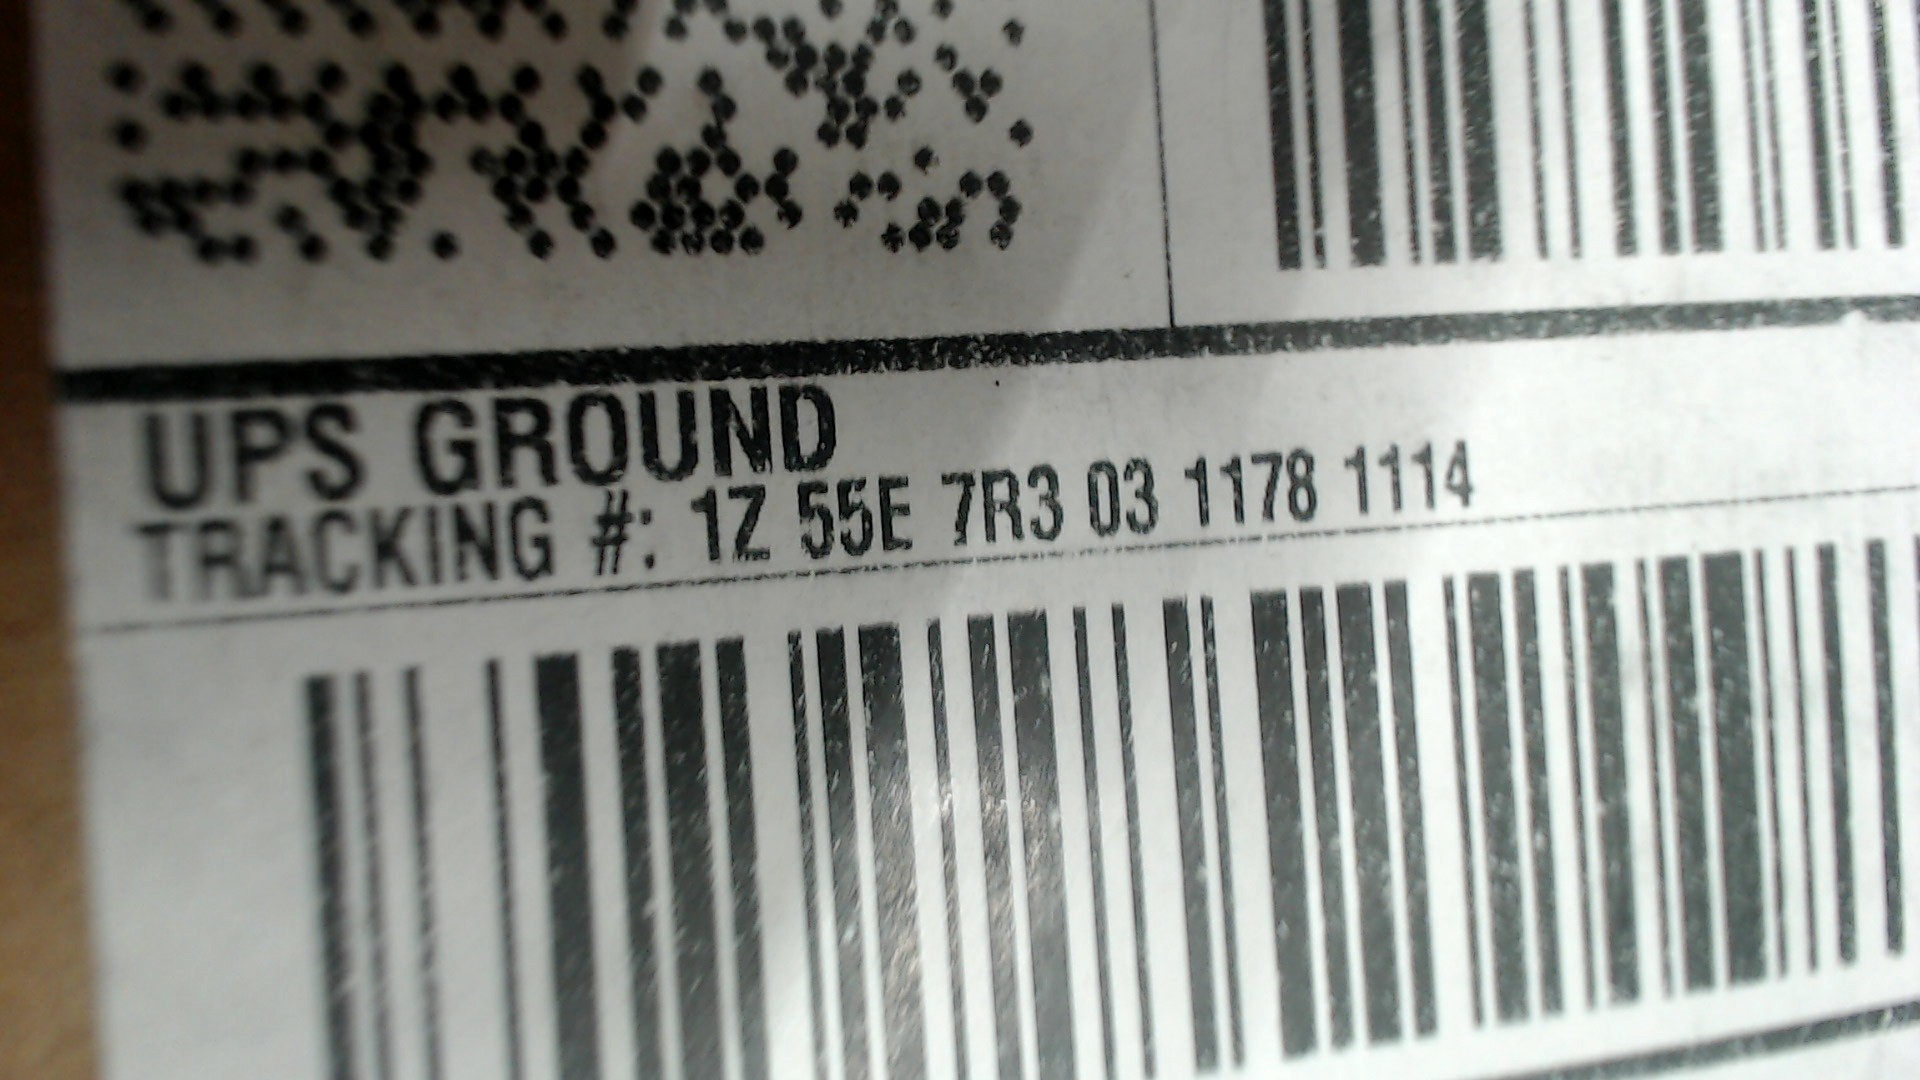 UPS GROUND
TRACKING #: 1Z 55E 7R3 03 1178 1114